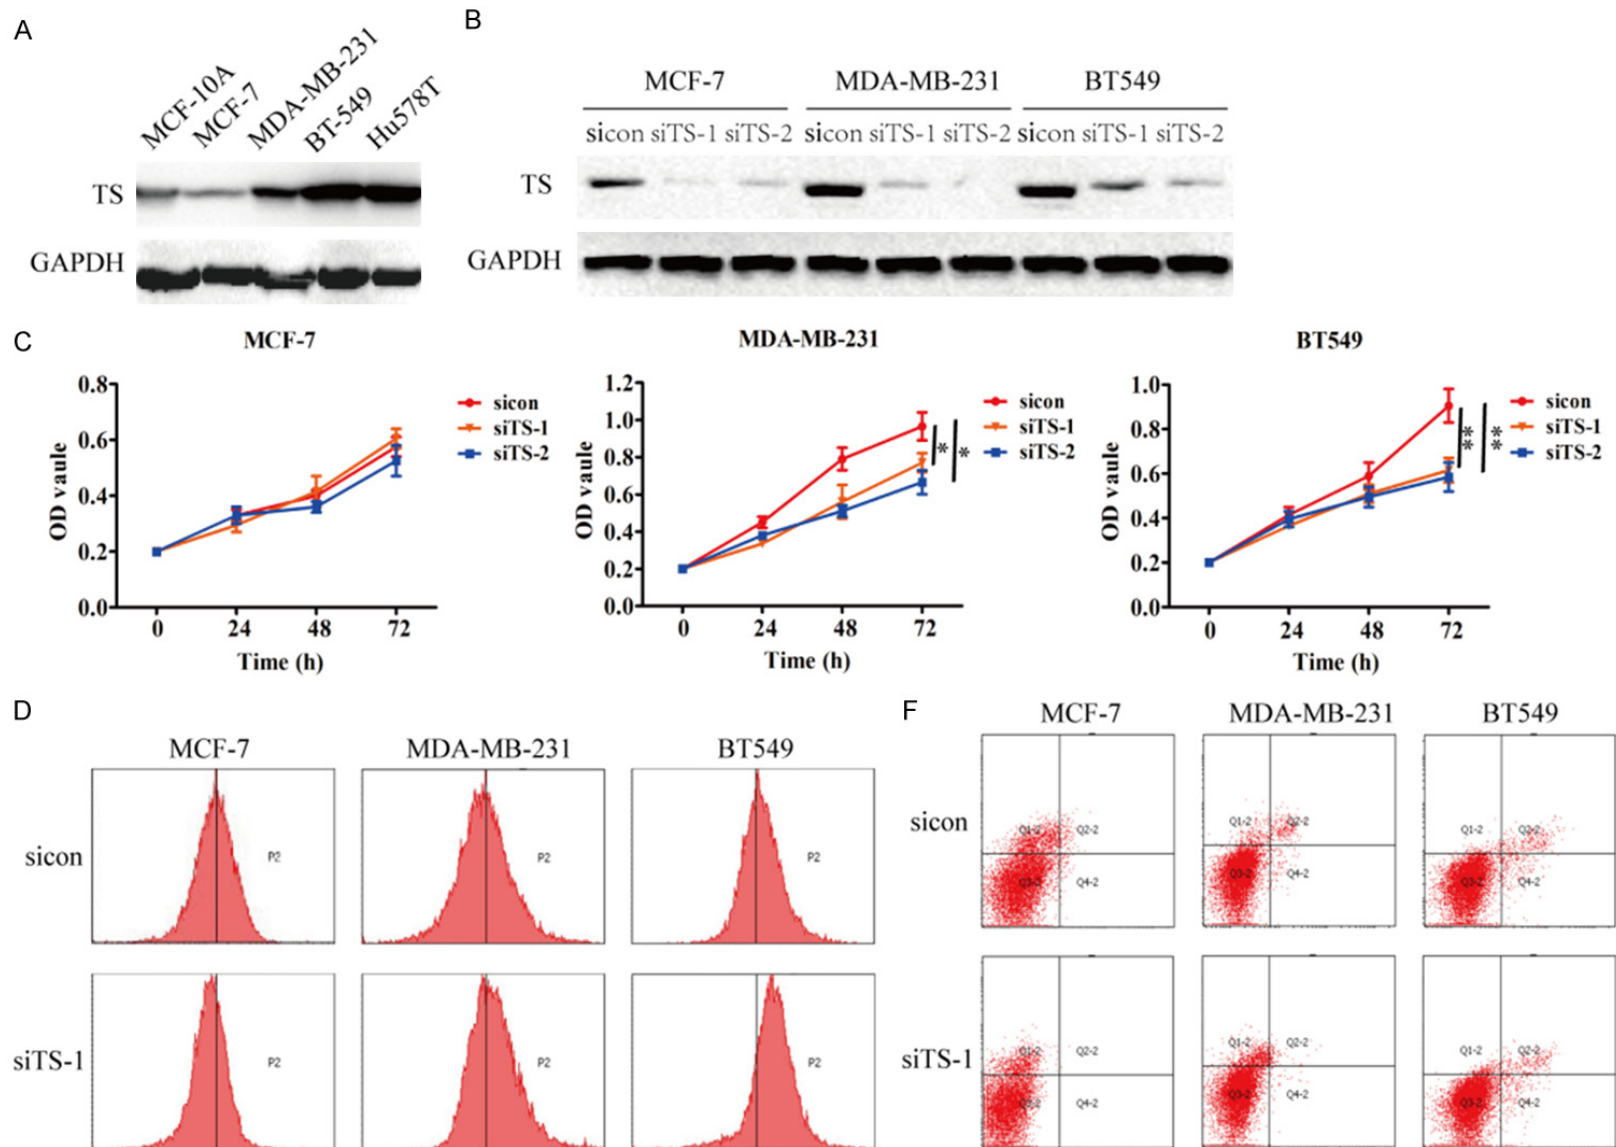 A
MCF-10A
MCF-7
MDA-MB-231
BT-549
Hu578T
TS
GAPDH
B
MCF-7 MDA-MB-231 BT549
sicon siTS-1 siTS-2 sicon siTS-1 siTS-2 sicon siTS-1 siTS-2
TS
GAPDH
C
MCF-7
OD vaule
0.8
0.6
0.4
0.2
0.0
0 24 48 72
Time (h)
sicon
siTS-1
siTS-2
MDA-MB-231
OD vaule
1.2
1.0
0.8
0.6
0.4
0.2
0.0
0 24 48 72
Time (h)
* *
sicon
siTS-1
siTS-2
BT549
OD vaule
1.0
0.8
0.6
0.4
0.2
0.0
0 24 48 72
Time (h)
** **
sicon
siTS-1
siTS-2
D
MCF-7 MDA-MB-231 BT549
sicon
P2 P2 P2
siTS-1
P2 P2 P2
F
MCF-7 MDA-MB-231 BT549
sicon
Q1-2 Q2-2 Q1-2 Q2-2 Q1-2 Q2-2
Q3-2 Q4-2 Q3-2 Q4-2 Q3-2 Q4-2
siTS-1
Q1-2 Q2-2 Q1-2 Q2-2 Q1-2 Q2-2
Q3-2 Q4-2 Q3-2 Q4-2 Q3-2 Q4-2